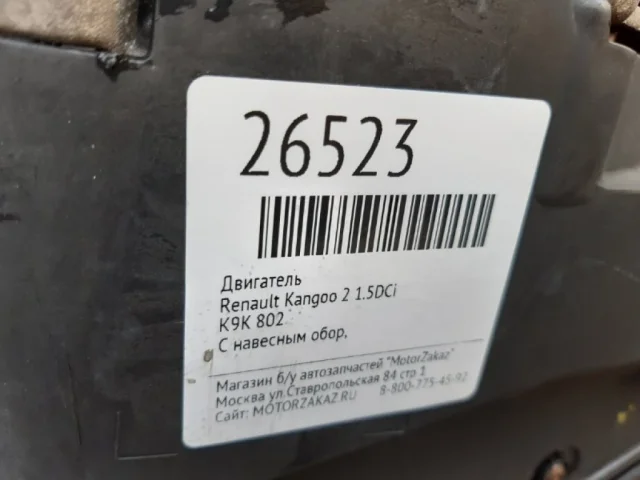 26523
Двигатель
Renault Kangoo 2 1.5DCi
K9K 802
С навесным обор,
Магазин б/у автозапчастей "MotorZakaz"
Москва ул.Ставропольская 84 стр 1
Сайт: MOTORZAKAZ.RU 8-800-775-45-92